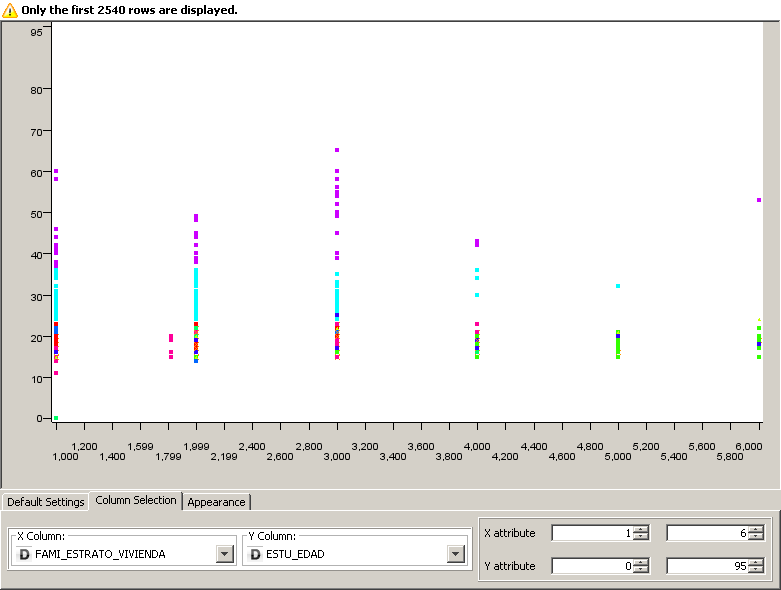 Only the first 2540 rows are displayed.
95
80
70
60
50
40
30
20
10
0
1,200 1,599 1,999 2,400 2,800 3,200 3,600 4,000 4,400 4,800 5,200 5,600 6,000
1,000 1,400 1,799 2,199 2,600 3,000 3,400 3,800 4,200 4,600 5,000 5,400 5,800
Default Settings Column Selection Appearance
X Column: Y Column:
D FAMI_ESTRATO_VIVIENDA D ESTU_EDAD
X attribute 1 6
Y attribute 0 95